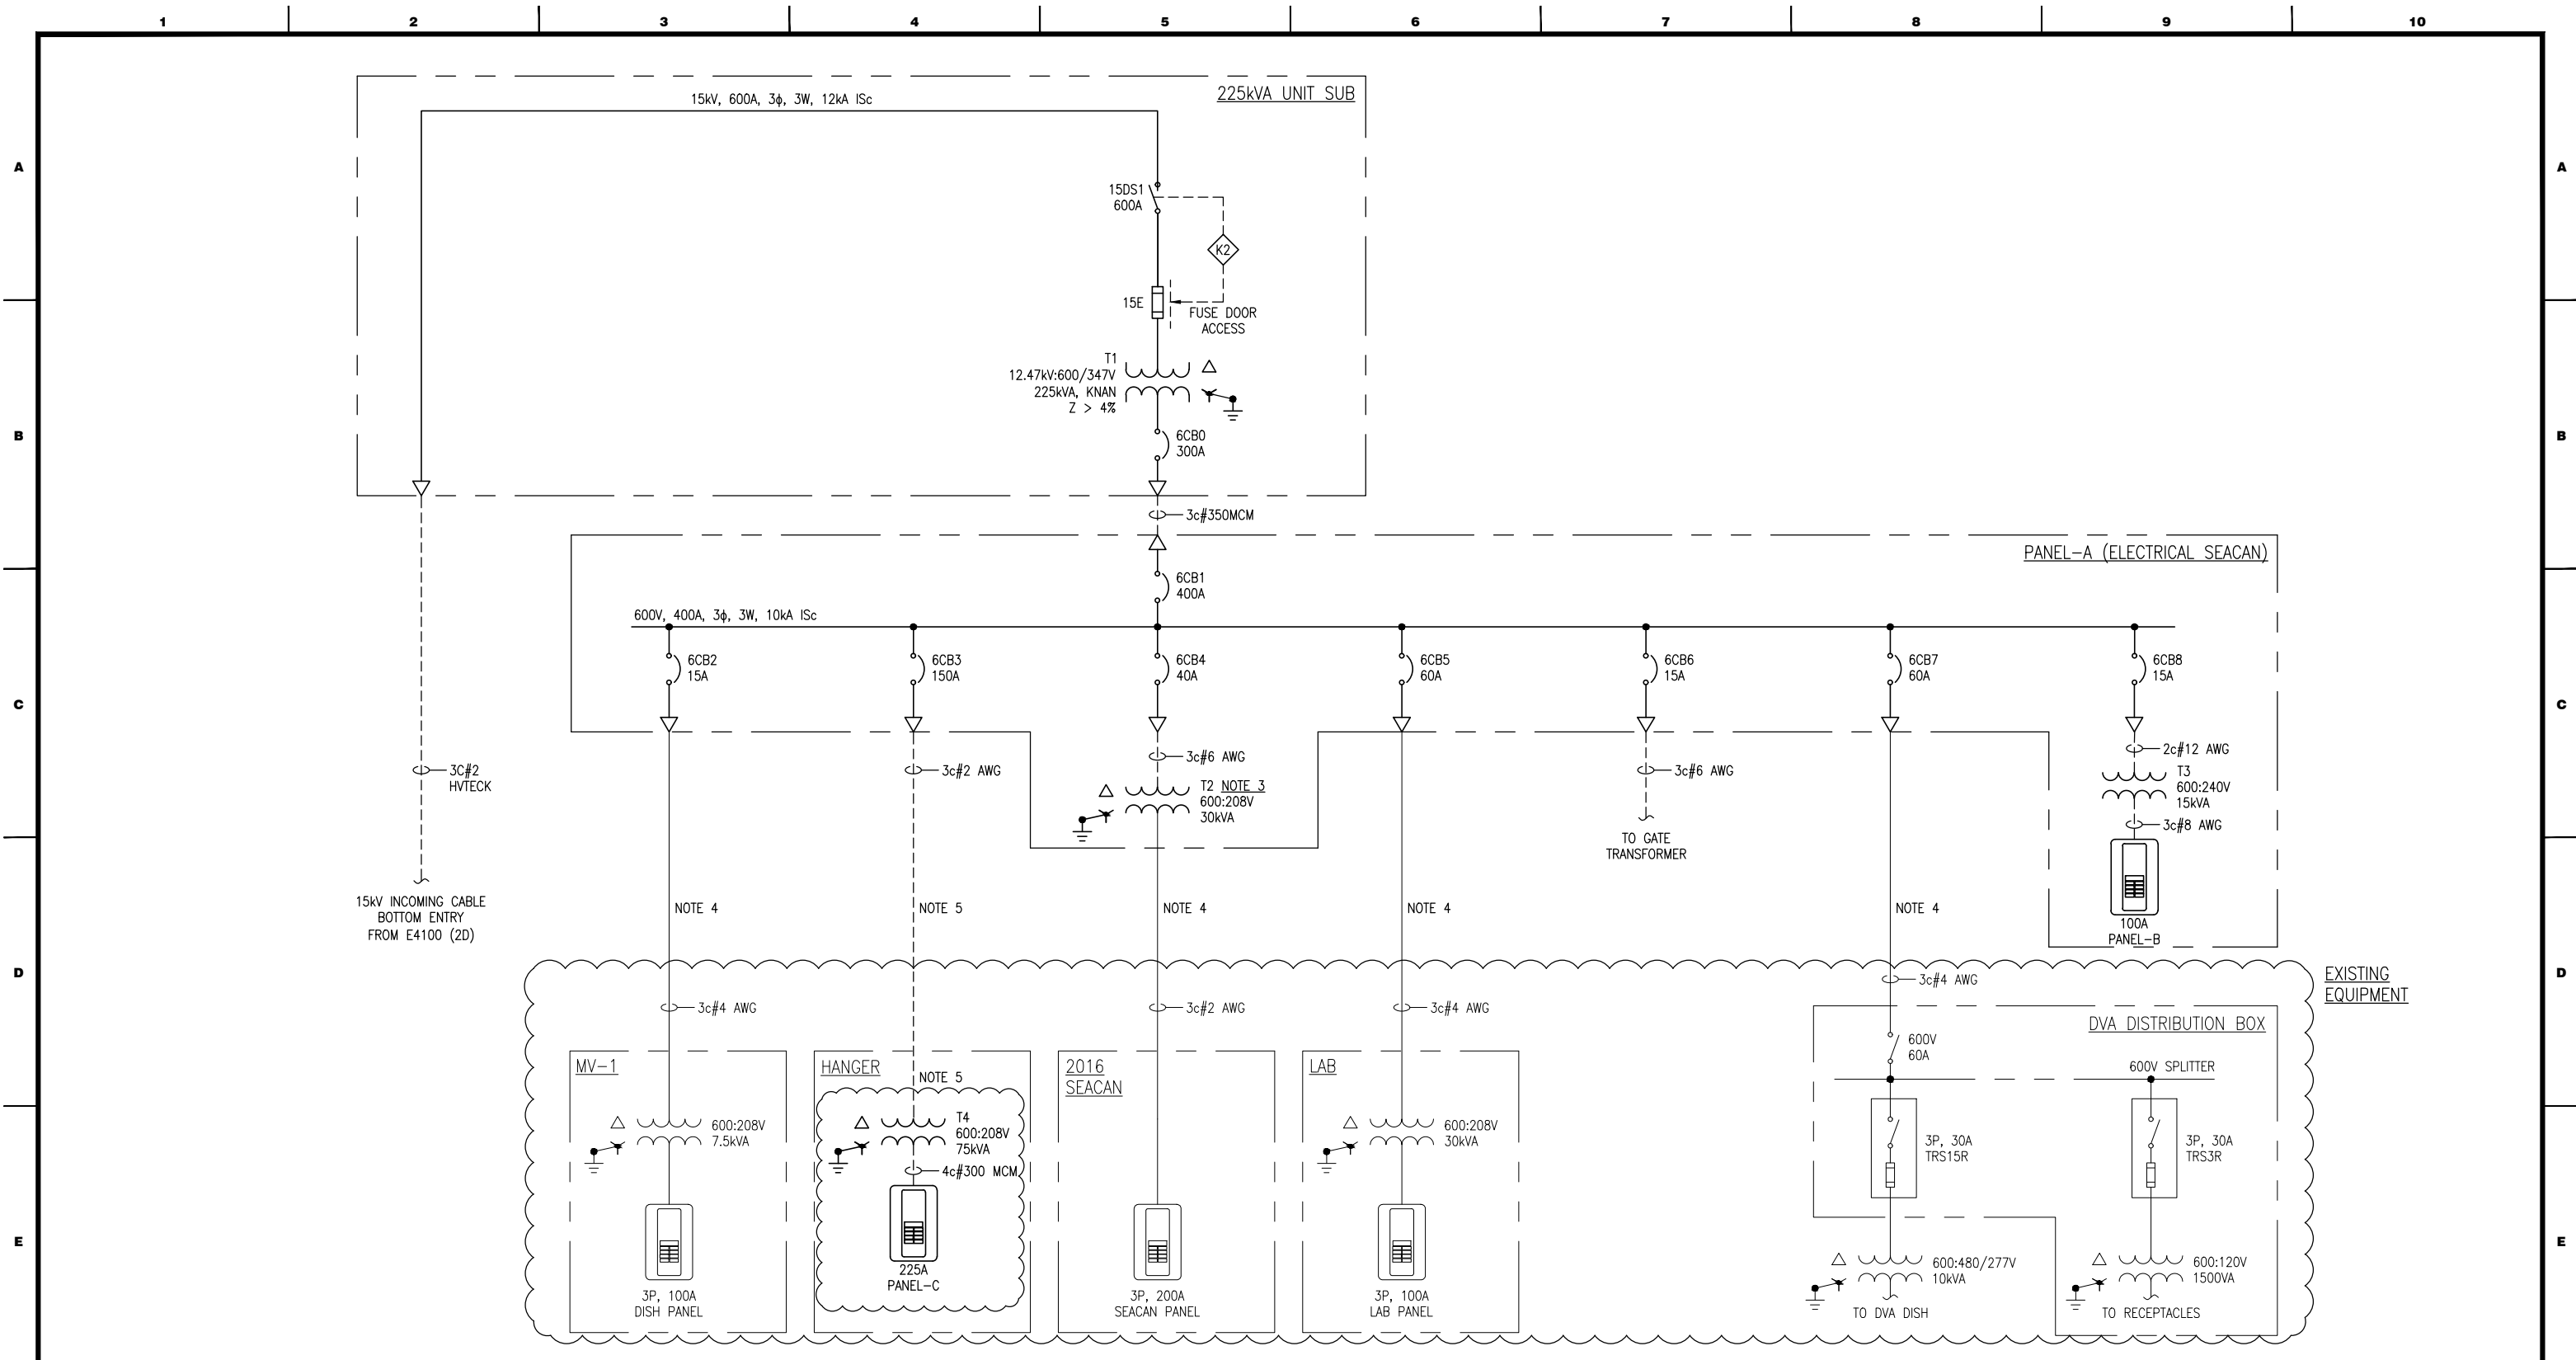 1 2 3 4 5 6 7 8 9 10
225kVA UNIT SUB
15kV, 600A, 3ϕ, 3W, 12kA ISc
A
A
15DS1
600A
K2
15E
FUSE DOOR
ACCESS
T1
12.47kV:600/347V
225kVA, KNAN
Z > 4%
B
B
6CB0
300A
3c#350MCM
PANEL-A (ELECTRICAL SEACAN)
6CB1
400A
600V, 400A, 3ϕ, 3W, 10kA ISc
6CB2
15A
6CB3
150A
6CB4
40A
6CB5
60A
6CB6
15A
6CB7
60A
6CB8
15A
C
C
3C#2
HVTECK
3c#2 AWG
3c#6 AWG
T2 NOTE 3
600:208V
30kVA
3c#6 AWG
TO GATE
TRANSFORMER
2c#12 AWG
T3
600:240V
15kVA
3c#8 AWG
100A
PANEL-B
15kV INCOMING CABLE
BOTTOM ENTRY
FROM E4100 (2D)
NOTE 4
NOTE 5
NOTE 4
NOTE 4
NOTE 4
D
D
EXISTING
EQUIPMENT
3c#4 AWG
3c#2 AWG
3c#4 AWG
3c#4 AWG
MV-1
600:208V
7.5kVA
3P, 100A
DISH PANEL
HANGER
NOTE 5
T4
600:208V
75kVA
4c#300 MCM
225A
PANEL-C
2016
SEACAN
3P, 200A
SEACAN PANEL
LAB
600:208V
30kVA
3P, 100A
LAB PANEL
DVA DISTRIBUTION BOX
600V
60A
600V SPLITTER
3P, 30A
TRS15R
3P, 30A
TRS3R
600:480/277V
10kVA
TO DVA DISH
600:120V
1500VA
TO RECEPTACLES
E
E